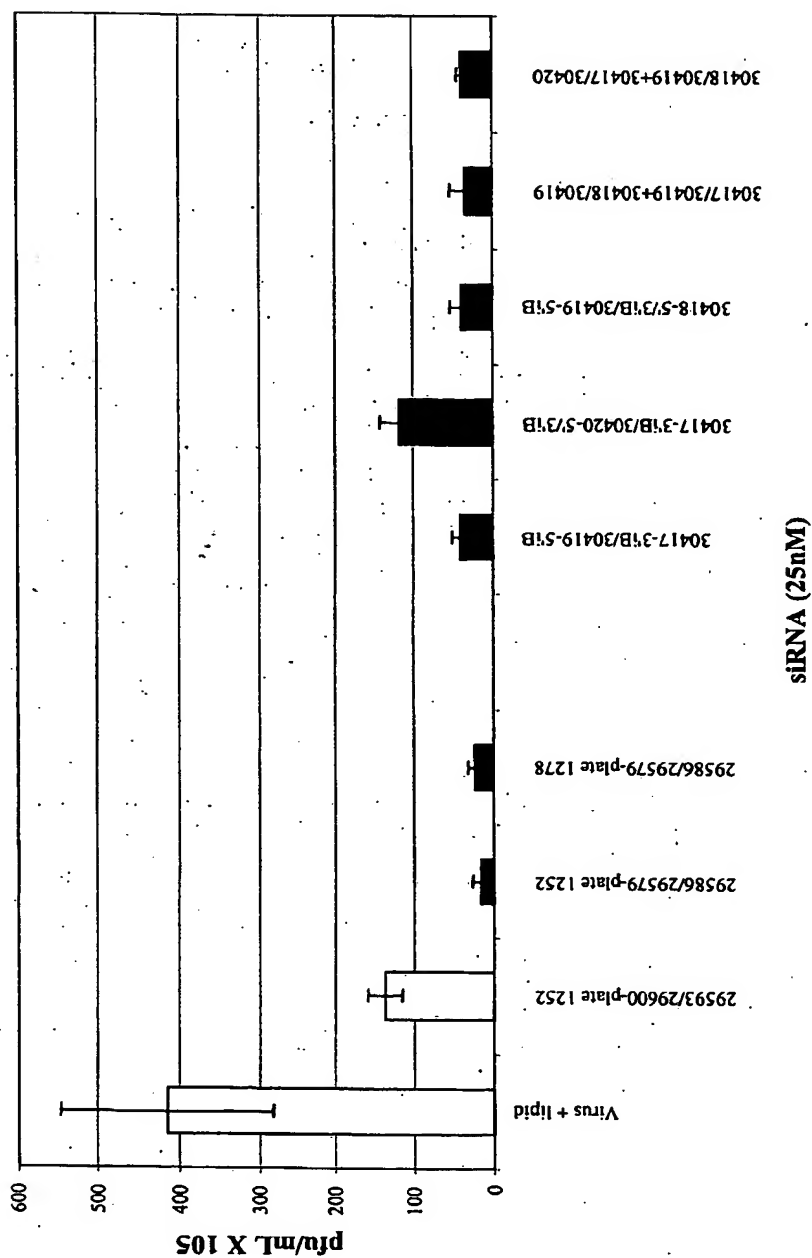 pfu/mL X 105
600
500
400
300
200
100
0
Virus + lipid
29593/29600-plate 1252
29586/29579-plate 1252
29586/29579-plate 1278
30417-3'iB/30419-5'iB
30417-3'iB/30420-5'/3'iB
30418-5'/3'iB/30419-5'iB
30417/30419+30418/30419
30418/30419+30417/30420
siRNA (25nM)